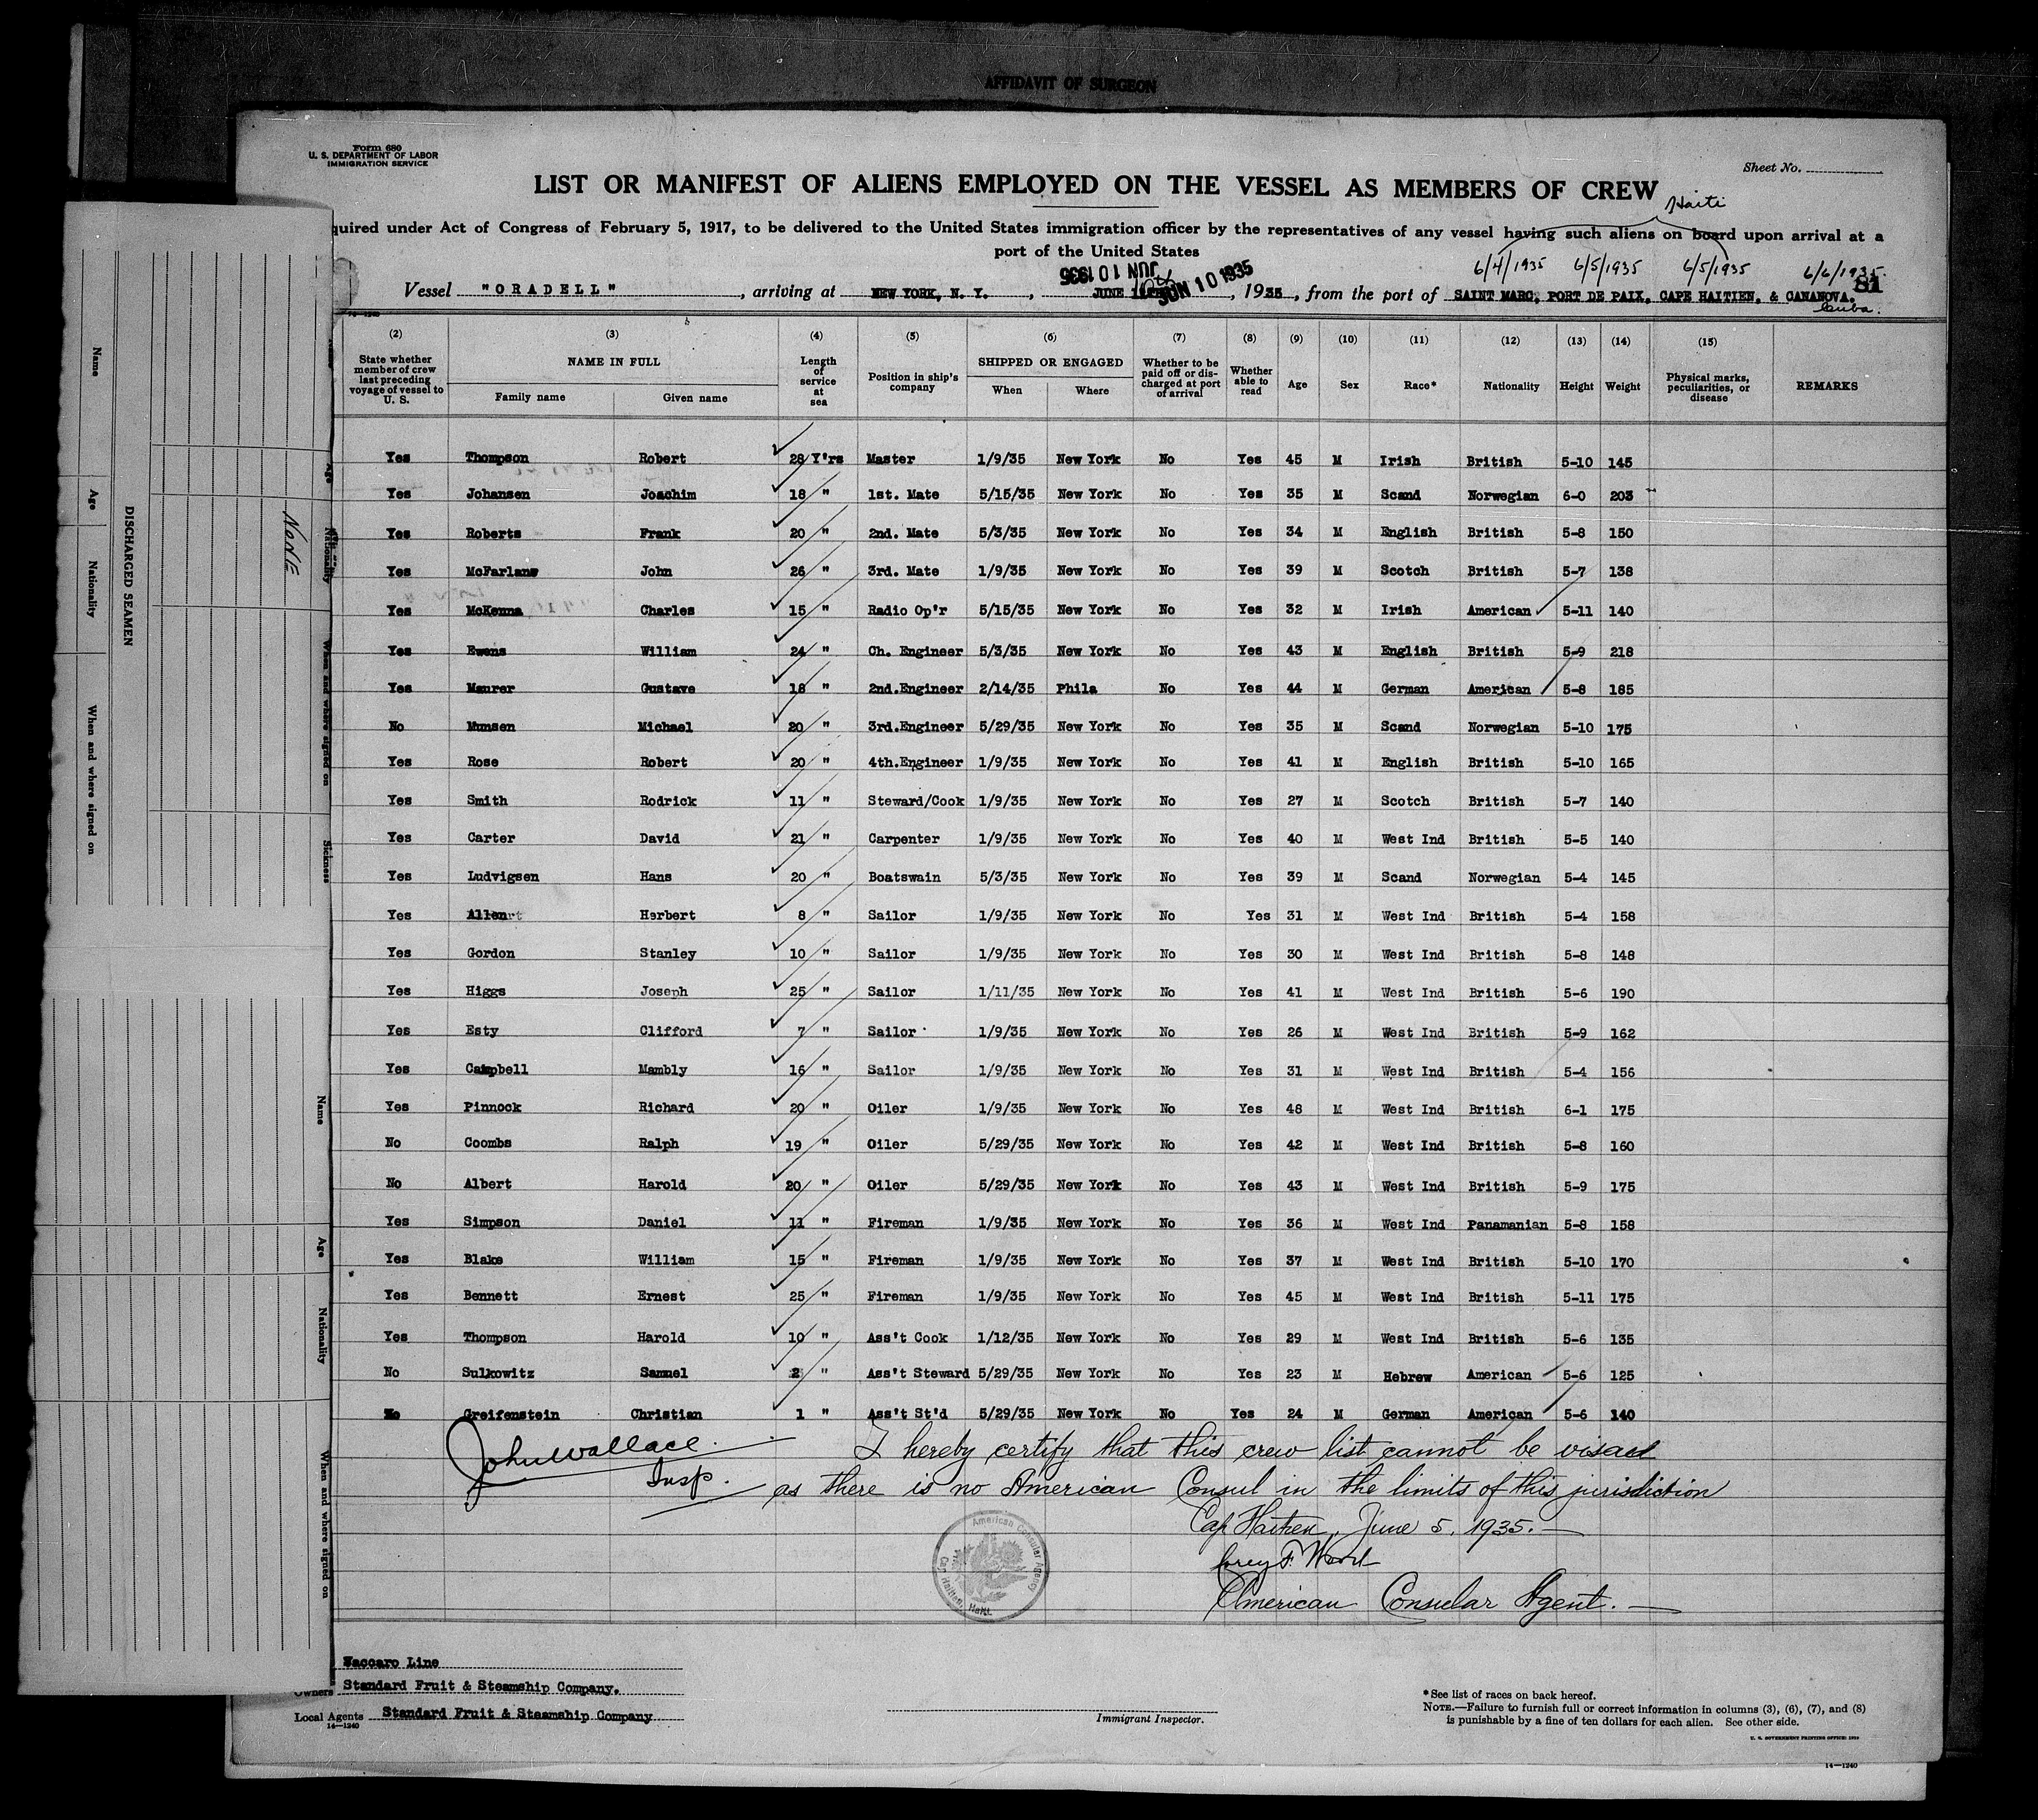 AFFIDAVIT OF SURGEON
Form 680
U. S. DEPARTMENT OF LABOR
IMMIGRATION SERVICE
Sheet No.
LIST OR MANIFEST OF ALIENS EMPLOYED ON THE VESSEL AS MEMBERS OF CREW
Haiti
quired under Act of Congress of February 5, 1917, to be delivered to the United States immigration officer by the representatives of any vessel having such aliens on board upon arrival at a
port of the United States
JUN 10 1935
JUN 10 1935
6/4/1935 6/5/1935 6/5/1935 6/6/1935.
Vessel "ORADELL", arriving at NEW YORK, N. Y., JUNE 1935, from the port of SAINT MARC, PORT DE PAIX, CAPE HAITIEN, & CANANOVA.
81
Cuba.
14—1240
(2) (3) (4) (5) (6) (7) (8) (9) (10) (11) (12) (13) (14) (15)
State whether member of crew last preceding voyage of vessel to U. S.
NAME IN FULL
Family name Given name
Length of service at sea
Position in ship's company
SHIPPED OR ENGAGED
When Where
Whether to be paid off or discharged at port of arrival
Whether able to read
Age
Sex
Race*
Nationality
Height
Weight
Physical marks, peculiarities, or disease
REMARKS
Yes Thompson Robert 28 Y'rs Master 1/9/35 New York No Yes 45 M Irish British 5-10 145
Yes Johansen Joachim 18 " 1st. Mate 5/15/35 New York No Yes 35 M Scand Norwegian 6-0 203
Yes Roberts Frank 20 " 2nd. Mate 5/3/35 New York No Yes 34 M English British 5-8 150
Yes McFarlane John 26 " 3rd. Mate 1/9/35 New York No Yes 39 M Scotch British 5-7 138
Yes McKenna Charles 15 " Radio Op'r 5/15/35 New York No Yes 32 M Irish American 5-11 140
Yes Ewens William 24 " Ch. Engineer 5/3/35 New York No Yes 43 M English British 5-9 218
Yes Maurer Gustave 18 " 2nd.Engineer 2/14/35 Phila No Yes 44 M German American 5-8 185
No Munsen Michael 20 " 3rd.Engineer 5/29/35 New York No Yes 35 M Scand Norwegian 5-10 175
Yes Rose Robert 20 " 4th.Engineer 1/9/35 New York No Yes 41 M English British 5-10 165
Yes Smith Rodrick 11 " Steward/Cook 1/9/35 New York No Yes 27 M Scotch British 5-7 140
Yes Carter David 21 " Carpenter 1/9/35 New York No Yes 40 M West Ind British 5-5 140
Yes Ludvigsen Hans 20 " Boatswain 5/3/35 New York No Yes 39 M Scand Norwegian 5-4 145
Yes Allen Herbert 8 " Sailor 1/9/35 New York No Yes 31 M West Ind British 5-4 158
Yes Gordon Stanley 10 " Sailor 1/9/35 New York No Yes 30 M West Ind British 5-8 148
Yes Higgs Joseph 25 " Sailor 1/11/35 New York No Yes 41 M West Ind British 5-6 190
Yes Esty Clifford 7 " Sailor 1/9/35 New York No Yes 26 M West Ind British 5-9 162
Yes Campbell Mambly 16 " Sailor 1/9/35 New York No Yes 31 M West Ind British 5-4 156
Yes Pinnock Richard 20 " Oiler 1/9/35 New York No Yes 48 M West Ind British 6-1 175
No Coombs Ralph 19 " Oiler 5/29/35 New York No Yes 42 M West Ind British 5-8 160
No Albert Harold 20 " Oiler 5/29/35 New York No Yes 43 M West Ind British 5-9 175
Yes Simpson Daniel 11 " Fireman 1/9/35 New York No Yes 36 M West Ind Panamanian 5-8 158
Yes Blake William 15 " Fireman 1/9/35 New York No Yes 37 M West Ind British 5-10 170
Yes Bennett Ernest 25 " Fireman 1/9/35 New York No Yes 45 M West Ind British 5-11 175
Yes Thompson Harold 10 " Ass't Cook 1/12/35 New York No Yes 29 M West Ind British 5-6 135
No Sulkowitz Samuel 2 " Ass't Steward 5/29/35 New York No Yes 23 M Hebrew American 5-6 125
No Greifenstein Christian 1 " Ass't St'd 5/29/35 New York No Yes 24 M German American 5-6 140
John Wallace.
Insp.
I hereby certify that this crew list cannot be visaed
as there is no American Consul in the limits of this jurisdiction
Cap Haitien, June 5, 1935.—
F. Ward
American Consular Agent.—
American Consular Agency
Cap Haitien, Haiti.
Vaccaro Line
Owners Standard Fruit & Steamship Company.
Local Agents Standard Fruit & Steamship Company
14—1240
Immigrant Inspector.
*See list of races on back hereof.
NOTE.—Failure to furnish full or correct information in columns (3), (6), (7), and (8)
is punishable by a fine of ten dollars for each alien. See other side.
U. S. GOVERNMENT PRINTING OFFICE
14—1240
DISCHARGED SEAMEN
Name
Age
Nationality
When and where signed on
NONE
Age
Nationality
When and where signed on
Sickness
Name
Age
Nationality
When and where signed on